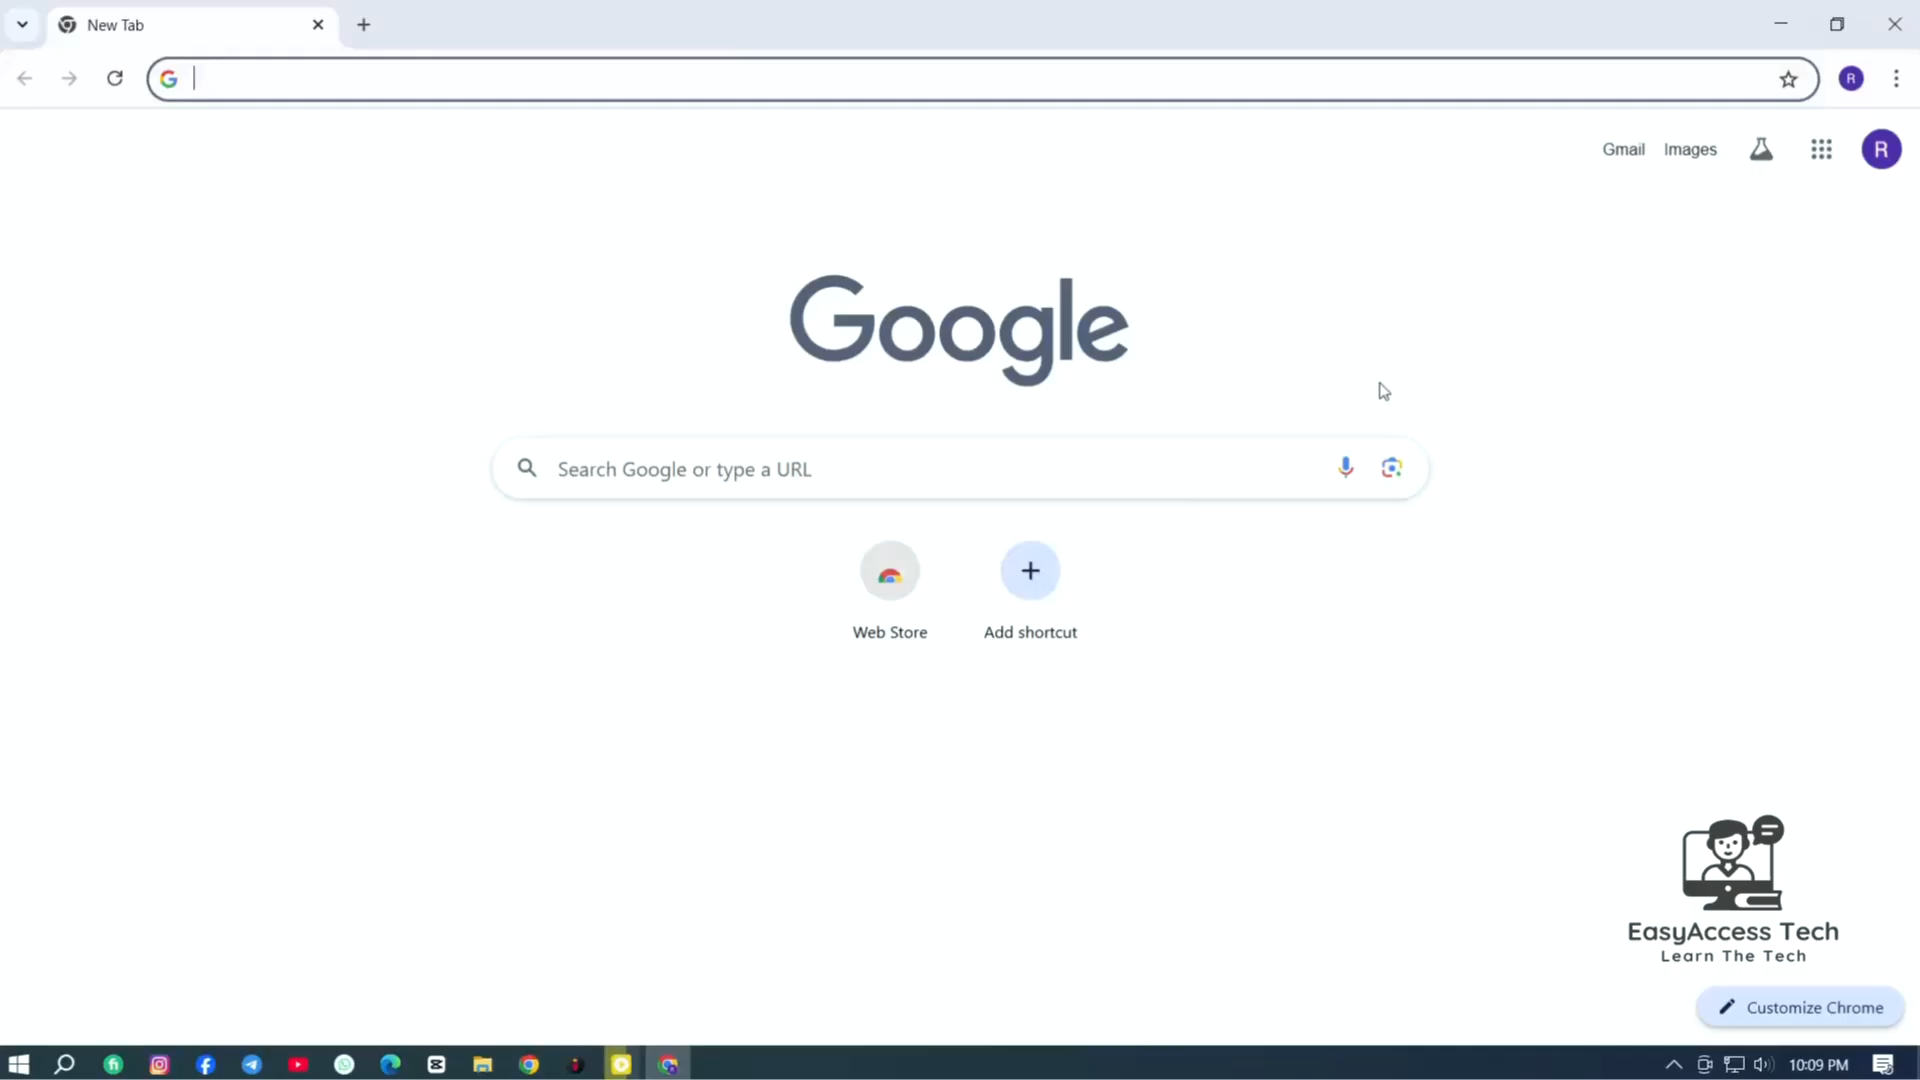 New Tab
R
Gmail
Images
R
Google
Search Google or type a URL
Web Store
Add shortcut
EasyAccess Tech
Learn The Tech
Customize Chrome
10:09 PM